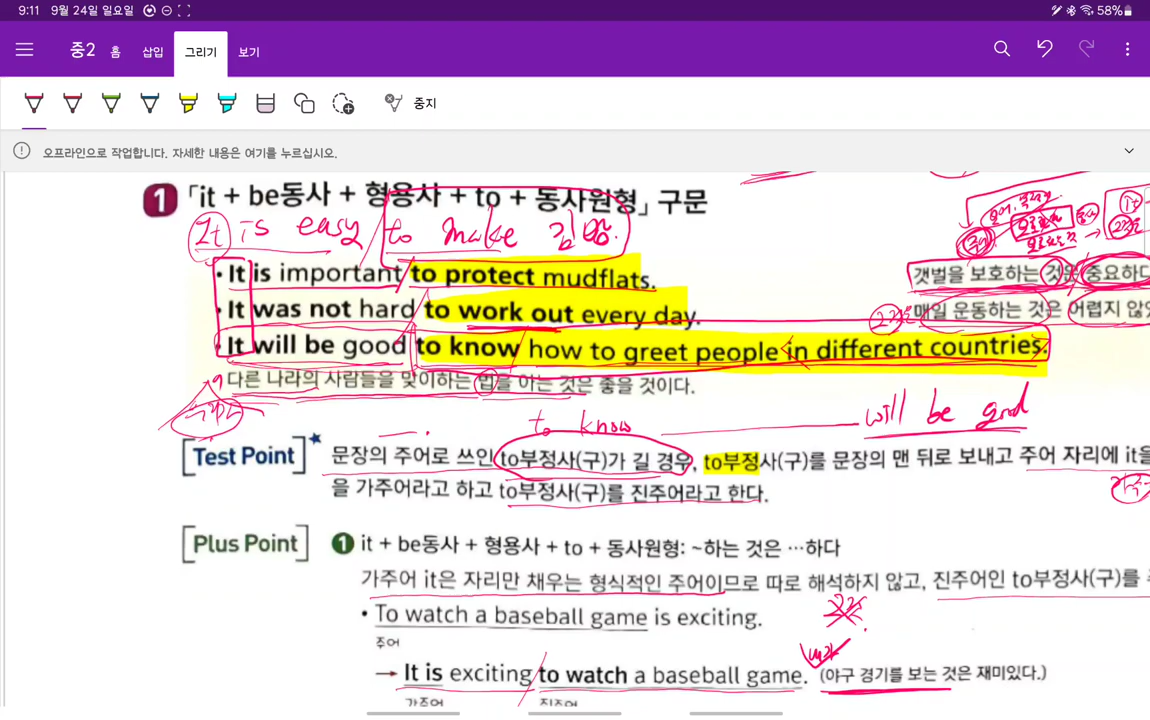 9:11 9월 24일 일요일 58%
중2 홈 삽입 그리기 보기
중지
오프라인으로 작업합니다. 자세한 내용은 여기를 누르십시오.
1 「it + be동사 + 형용사 + to + 동사원형」 구문
It is easy to make 김밥
• It is important to protect mudflats. 갯벌을 보호하는 것은 중요하다
• It was not hard to work out every day. 매일 운동하는 것은 어렵지 않았
• It will be good to know how to greet people in different countries.
다른 나라의 사람들을 맞이하는 법을 아는 것은 좋을 것이다.
to know will be good
[Test Point]★ 문장의 주어로 쓰인 to부정사(구)가 길 경우, to부정사(구)를 문장의 맨 뒤로 보내고 주어 자리에 it을
을 가주어라고 하고 to부정사(구)를 진주어라고 한다.
[Plus Point] 1 it + be동사 + 형용사 + to + 동사원형: ~하는 것은 …하다
가주어 it은 자리만 채우는 형식적인 주어이므로 따로 해석하지 않고, 진주어인 to부정사(구)를
• To watch a baseball game is exciting.
주어
→ It is exciting to watch a baseball game. (야구 경기를 보는 것은 재미있다.)
가주어 진주어